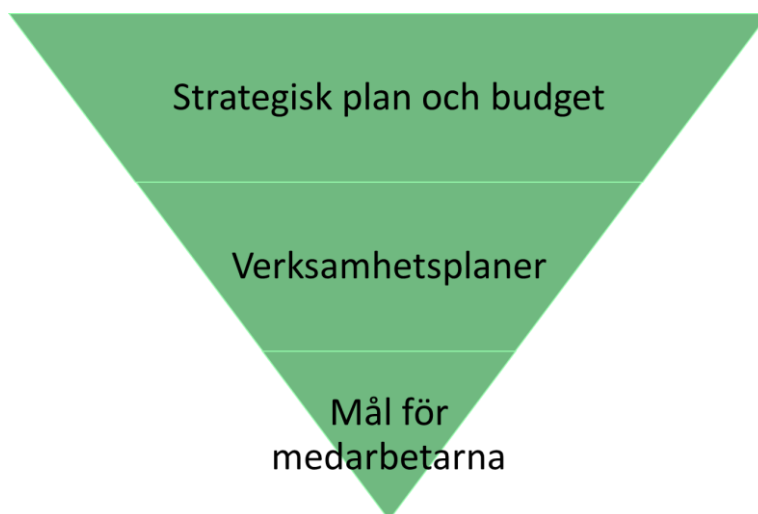 Strategisk plan och budget
Verksamhetsplaner
Mål för
medarbetarna